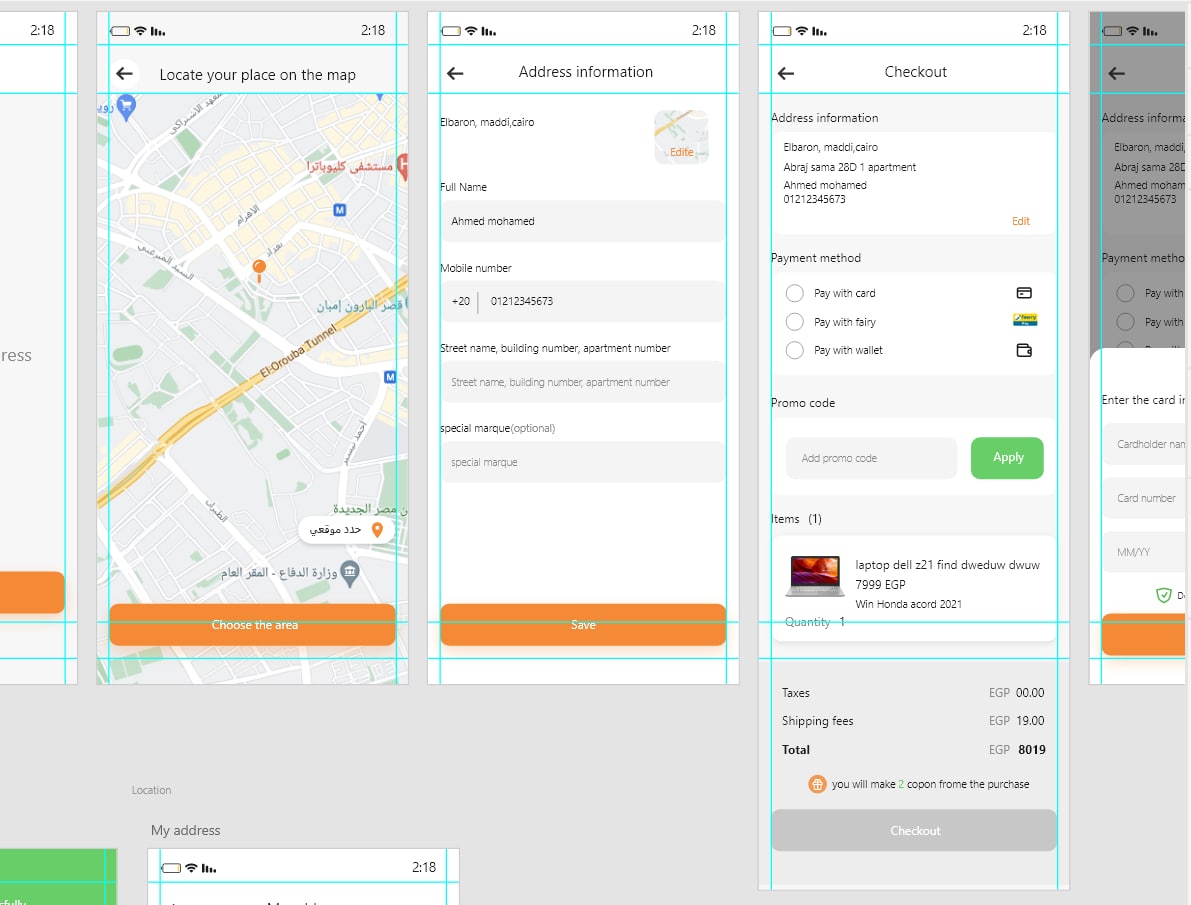 2:18
ress
2:18
Locate your place on the map
مستشفى كليوباترا
M
الاهرام
بغداد
السيد الميرغني
قصر البارون إمبان
El-Orouba Tunnel
M
ن مصر الجديدة
حدد موقعي
وزارة الدفاع - المقر العام
Choose the area
2:18
Address information
Elbaron, maddi,cairo
Edite
Full Name
Ahmed mohamed
Mobile number
+20 01212345673
Street name, building number, apartment number
Street name, building number, apartment number
special marque(optional)
special marque
Save
2:18
Checkout
Address information
Elbaron, maddi,cairo
Abraj sama 28D 1 apartment
Ahmed mohamed
01212345673
Edit
Payment method
Pay with card
Pay with fairy
fawry
Pay with wallet
Promo code
Add promo code
Apply
Items (1)
laptop dell z21 find dweduw dwuw
7999 EGP
Win Honda acord 2021
Quantity 1
Taxes EGP 00.00
Shipping fees EGP 19.00
Total EGP 8019
you will make 2 copon frome the purchase
Checkout
Address informa
Elbaron, maddi,
Abraj sama 28D
Ahmed moham
01212345673
Payment metho
Pay with
Pay with
Enter the card in
Cardholder nam
Card number
MM/YY
Location
My address
2:18